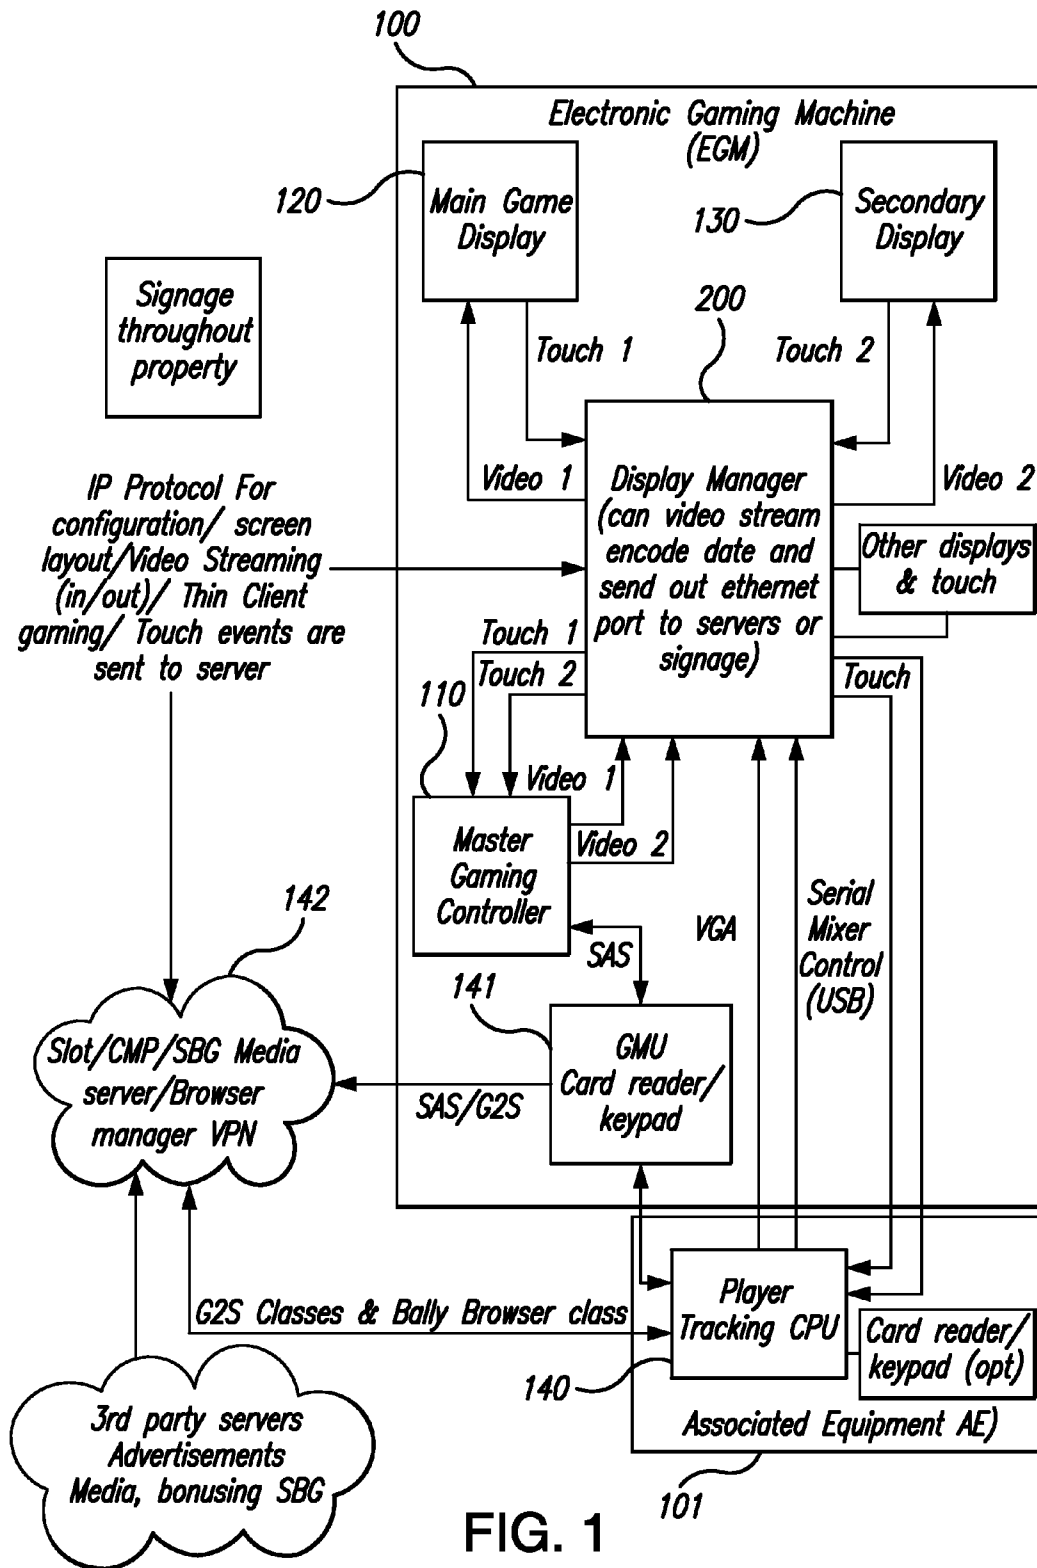 100
Electronic Gaming Machine
(EGM)
120
Main Game
Display
130
Secondary
Display
Signage
throughout
property
200
Touch 1
Touch 2
Video 1
Video 2
IP Protocol For
configuration/ screen
layout/Video Streaming
(in/out)/ Thin Client
gaming/ Touch events are
sent to server
Display Manager
(can video stream
encode date and
send out ethernet
port to servers or
signage)
Other displays
& touch
Touch 1
Touch 2
Touch
110
Video 1
Video 2
Master
Gaming
Controller
142
SAS
VGA
Serial
Mixer
Control
(USB)
141
Slot/CMP/SBG Media
server/Browser
manager VPN
SAS/G2S
GMU
Card reader/
keypad
G2S Classes & Bally Browser class
Player
Tracking CPU
Card reader/
keypad (opt)
140
3rd party servers
Advertisements
Media, bonusing SBG
Associated Equipment AE)
101
FIG. 1